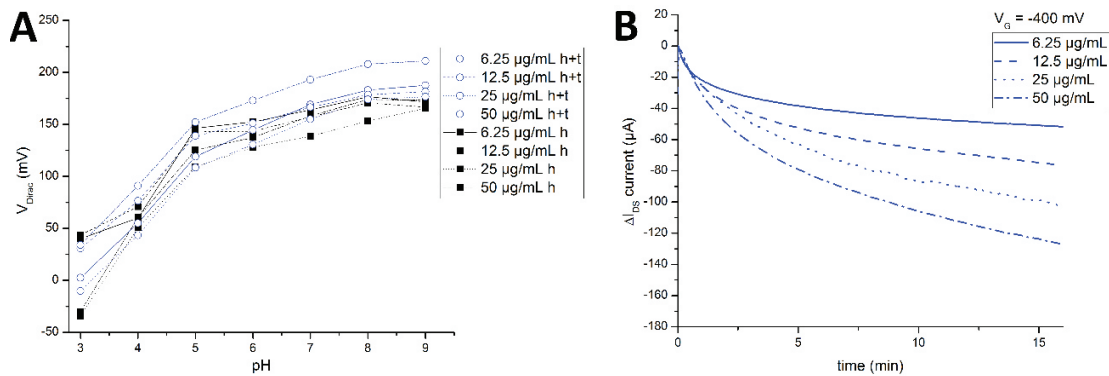 A
250
200
150
100
50
0
-50
V_Dirac (mV)
3 4 5 6 7 8 9
pH
6.25 µg/mL h+t
12.5 µg/mL h+t
25 µg/mL h+t
50 µg/mL h+t
6.25 µg/mL h
12.5 µg/mL h
25 µg/mL h
50 µg/mL h
B
V_G = -400 mV
6.25 µg/mL
12.5 µg/mL
25 µg/mL
50 µg/mL
0
-20
-40
-60
-80
-100
-120
-140
-160
-180
ΔI_DS current (µA)
0 5 10 15
time (min)